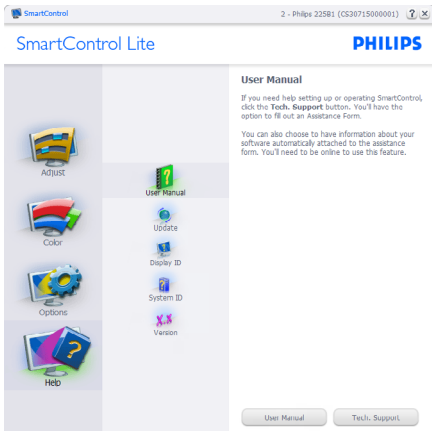 SmartControl
2 - Philips 225B1 (CS30715000001) ? X
SmartControl Lite
PHILIPS
Adjust
Color
Options
Help
User Manual
Update
Display ID
System ID
X.X
Version
User Manual
If you need help setting up or operating SmartControl,
click the Tech. Support button. You'll have the
option to fill out an Assistance Form.
You can also choose to have information about your
software automatically attached to the assistance
form. You'll need to be online to use this feature.
User Manual
Tech. Support